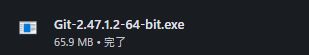 Git-2.47.1.2-64-bit.exe
65.9 MB • 完了